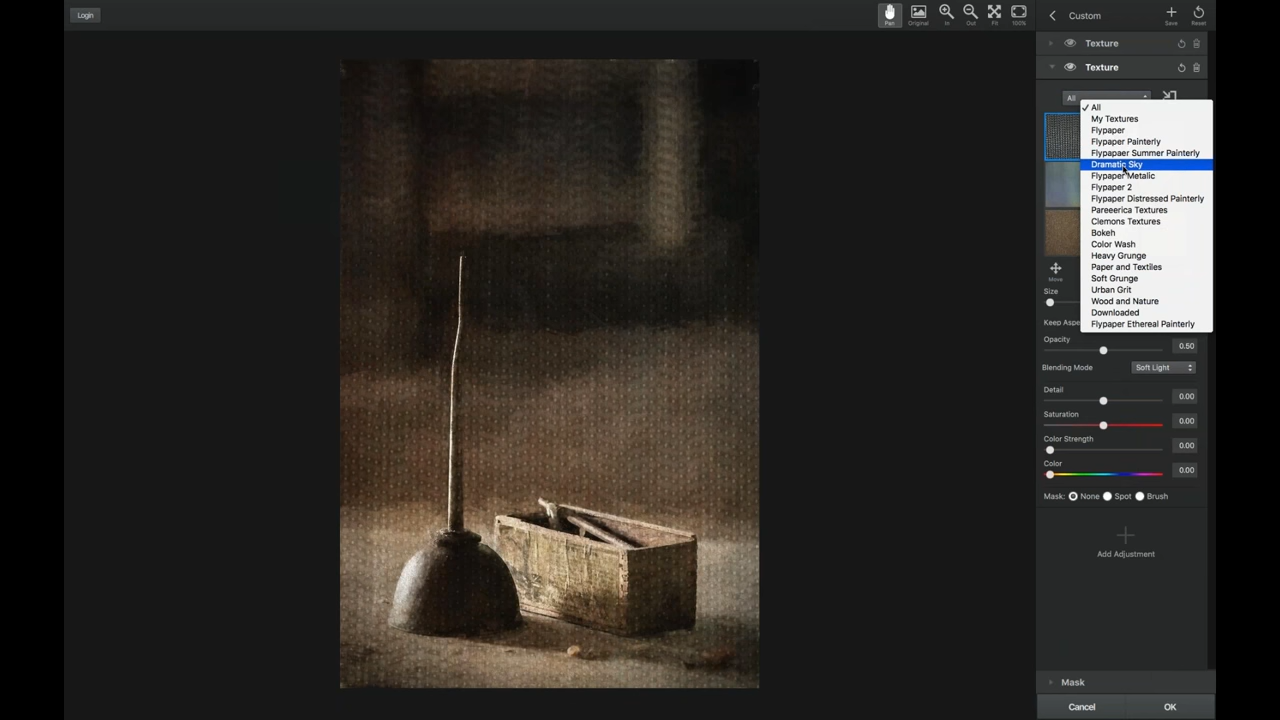 Login
Pan
Original
In
Out
Fit
100%
Custom
Save
Reset
Texture
Texture
All
✓ All
My Textures
Flypaper
Flypaper Painterly
Flypapaer Summer Painterly
Dramatic Sky
Flypaper Metalic
Flypaper 2
Flypaper Distressed Painterly
Pareeerica Textures
Clemons Textures
Bokeh
Color Wash
Heavy Grunge
Paper and Textiles
Soft Grunge
Urban Grit
Wood and Nature
Downloaded
Flypaper Ethereal Painterly
Move
Size
Keep Aspe
Opacity
0.50
Blending Mode
Soft Light
Detail
0.00
Saturation
0.00
Color Strength
0.00
Color
0.00
Mask: None Spot Brush
Add Adjustment
Mask
Cancel
OK